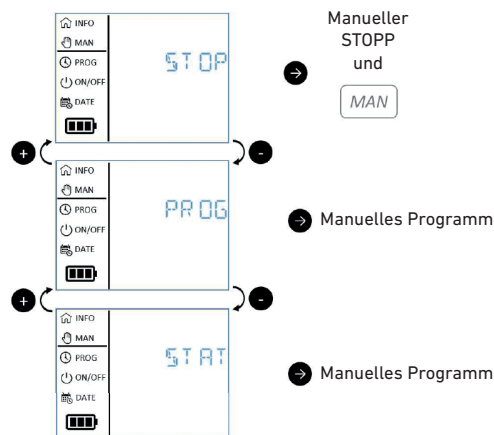 INFO
MAN
PROG
ON/OFF
DATE
STOP
Manueller
STOPP
und
MAN
+
-
INFO
MAN
PROG
ON/OFF
DATE
PROG
Manuelles Programm
+
-
INFO
MAN
PROG
ON/OFF
DATE
STAT
Manuelles Programm